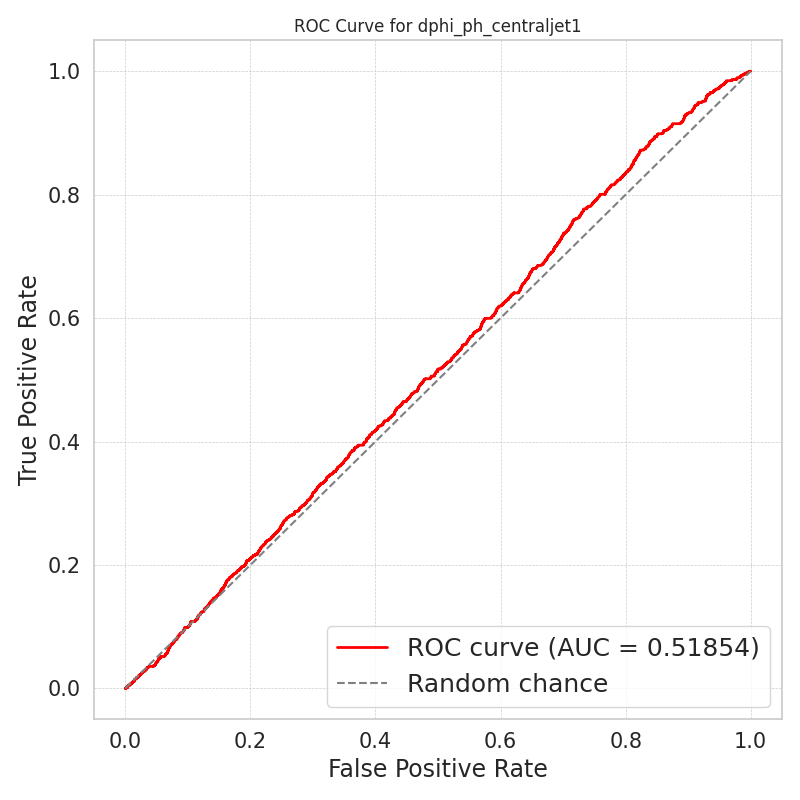 ROC Curve for dphi_ph_centraljet1
True Positive Rate
1.0
0.8
0.6
0.4
0.2
0.0
ROC curve (AUC = 0.51854)
Random chance
0.0 0.2 0.4 0.6 0.8 1.0
False Positive Rate